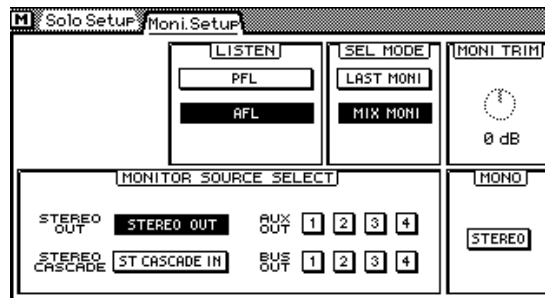 M Solo Setup Moni.Setup
LISTEN SEL MODE MONI TRIM
PFL LAST MONI
AFL MIX MONI
0 dB
MONITOR SOURCE SELECT MONO
STEREO OUT STEREO OUT AUX OUT 1 2 3 4
STEREO
STEREO CASCADE ST CASCADE IN BUS OUT 1 2 3 4